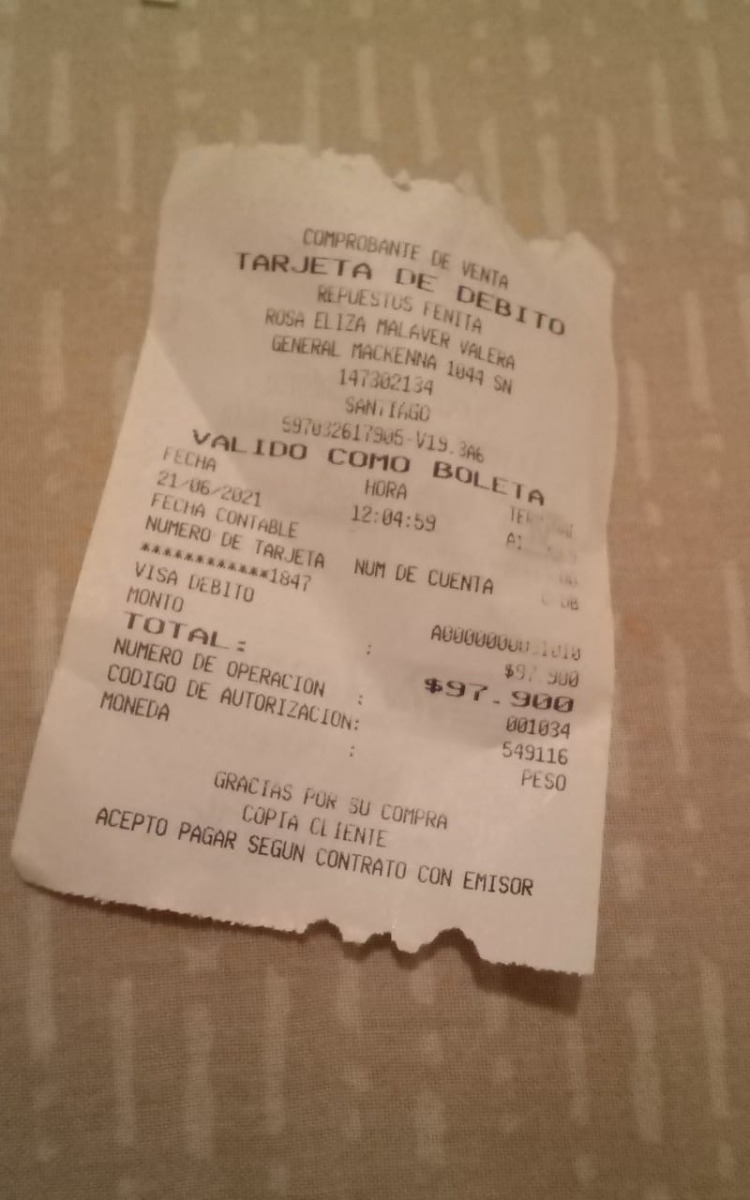 COMPROBANTE DE VENTA
TARJETA DE DEBITO
REPUESTOS FENITA
ROSA ELIZA MALAVER VALERA
GENERAL MACKENNA 1044 SN
147302134
SANTIAGO
597032617905-V19.3A6
VALIDO COMO BOLETA
FECHA HORA
21/06/2021 12:04:59
FECHA CONTABLE
NUMERO DE TARJETA NUM DE CUENTA
************1847
VISA DEBITO
MONTO : $97.900
TOTAL: $97.900
NUMERO DE OPERACION : 001034
CODIGO DE AUTORIZACION: 549116
MONEDA : PESO
GRACIAS POR SU COMPRA
COPIA CLIENTE
ACEPTO PAGAR SEGUN CONTRATO CON EMISOR